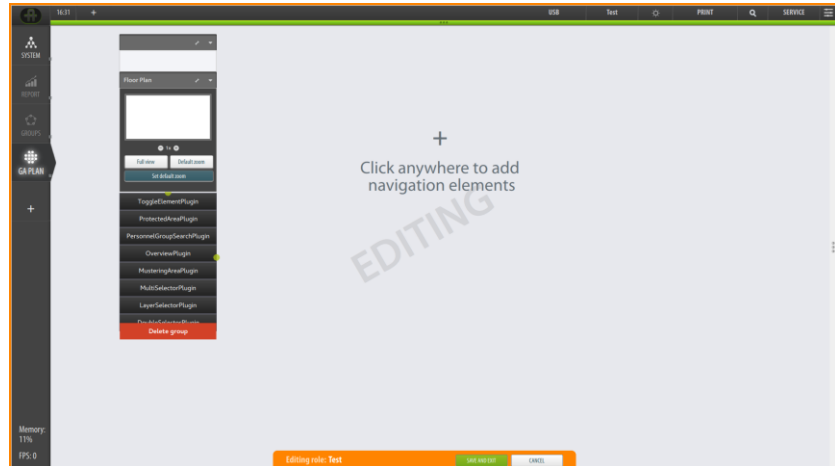 16:31 +
USB
Test
PRINT
SERVICE
SYSTEM
REPORT
GROUPS
GA PLAN
+
Floor Plan
1x
Full view
Default zoom
Set default zoom
ToggleElementPlugin
ProtectedAreaPlugin
PersonnelGroupSearchPlugin
OverviewPlugin
MusteringAreaPlugin
MultiSelectorPlugin
LayerSelectorPlugin
DoubleSelectorPlugin
Delete group
+
Click anywhere to add
navigation elements
EDITING
Memory:
11%
FPS: 0
Editing role: Test
SAVE AND EXIT
CANCEL